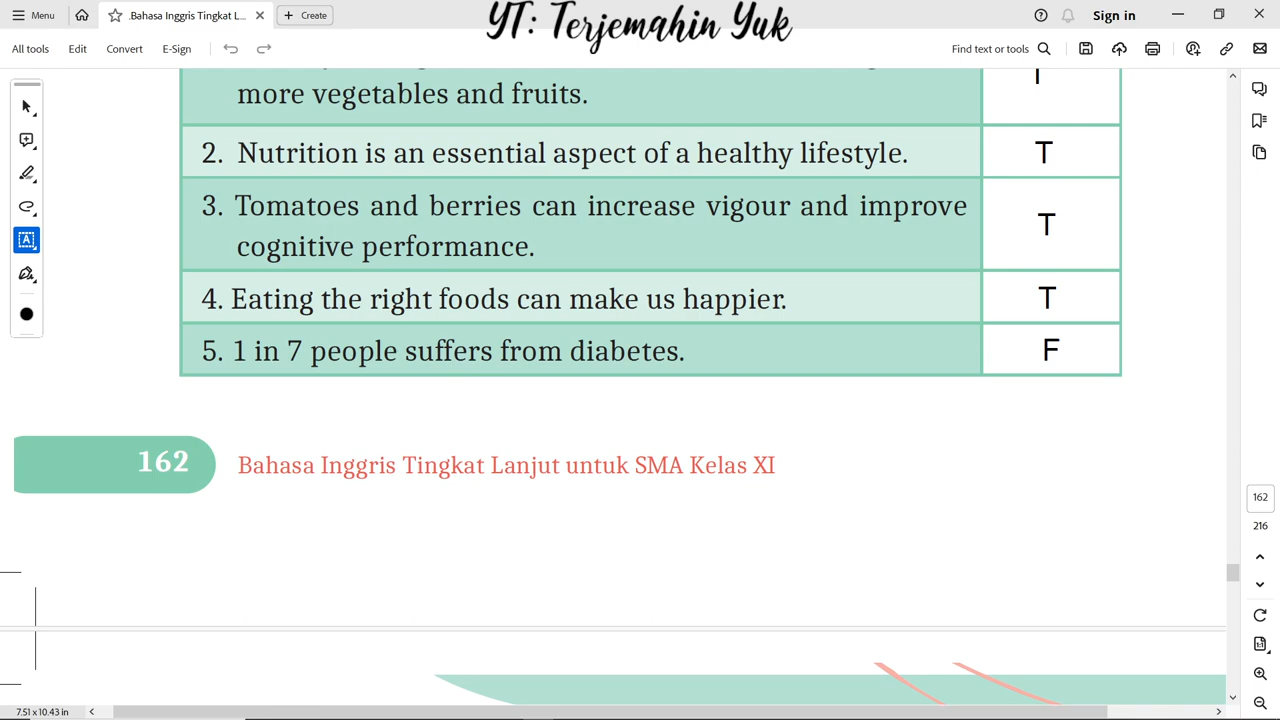 Menu
.Bahasa Inggris Tingkat L...
Create
YT: Terjemahin Yuk
Sign in
All tools
Edit
Convert
E-Sign
Find text or tools
more vegetables and fruits.
2. Nutrition is an essential aspect of a healthy lifestyle.
T
3. Tomatoes and berries can increase vigour and improve
cognitive performance.
T
4. Eating the right foods can make us happier.
T
5. 1 in 7 people suffers from diabetes.
F
162
Bahasa Inggris Tingkat Lanjut untuk SMA Kelas XI
162
216
7.51 x 10.43 in